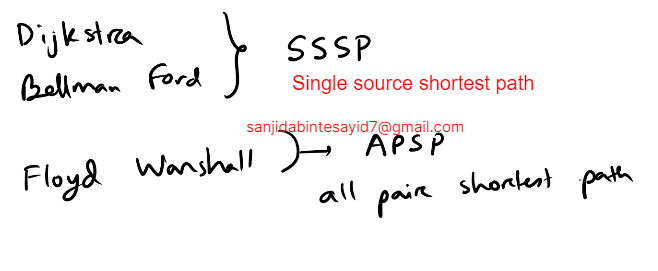 Dijkstra
Bellman Ford } SSSP
Single source shortest path
sanjidabintesayid7@gmail.com
Floyd Warshall ) → APSP
all pair shortest path